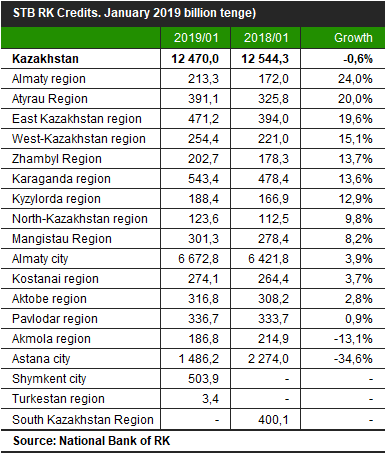 STB RK Credits. January 2019 billion tenge)
2019/01 2018/01 Growth
Kazakhstan 12 470,0 12 544,3 -0,6%
Almaty region 213,3 172,0 24,0%
Atyrau Region 391,1 325,8 20,0%
East Kazakhstan region 471,2 394,0 19,6%
West-Kazakhstan region 254,4 221,0 15,1%
Zhambyl Region 202,7 178,3 13,7%
Karaganda region 543,4 478,4 13,6%
Kyzylorda region 188,4 166,9 12,9%
North-Kazakhstan region 123,6 112,5 9,8%
Mangistau Region 301,3 278,4 8,2%
Almaty city 6 672,8 6 421,8 3,9%
Kostanai region 274,1 264,4 3,7%
Aktobe region 316,8 308,2 2,8%
Pavlodar region 336,7 333,7 0,9%
Akmola region 186,8 214,9 -13,1%
Astana city 1 486,2 2 274,0 -34,6%
Shymkent city 503,9 - -
Turkestan region 3,4 - -
South Kazakhstan Region - 400,1 -
Source: National Bank of RK